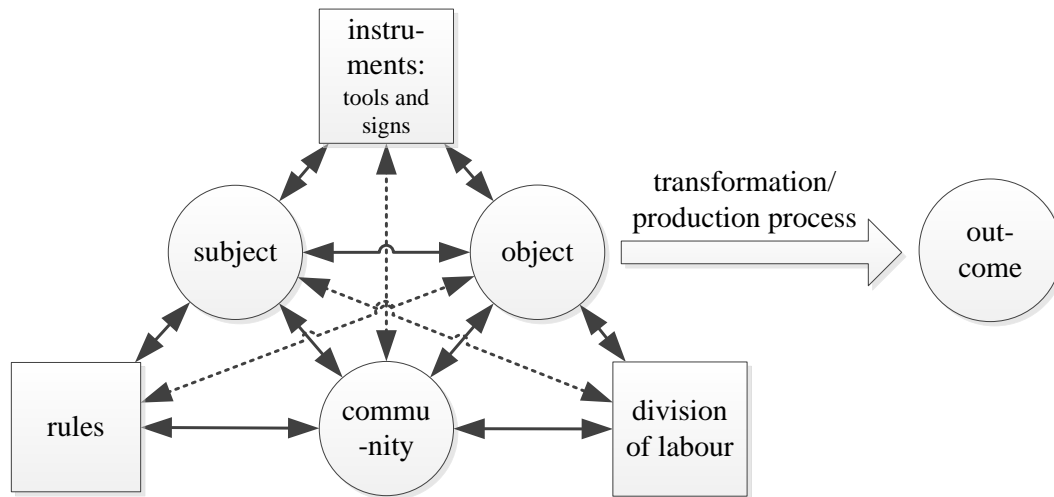 instru-
ments:
tools and
signs
transformation/
production process
subject
object
out-
come
rules
commu
-nity
division
of labour